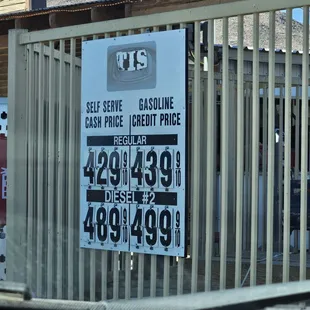 TIS
SELF SERVE GASOLINE
CASH PRICE CREDIT PRICE
REGULAR
429 9/10 439 9/10
DIESEL #2
489 9/10 499 9/10